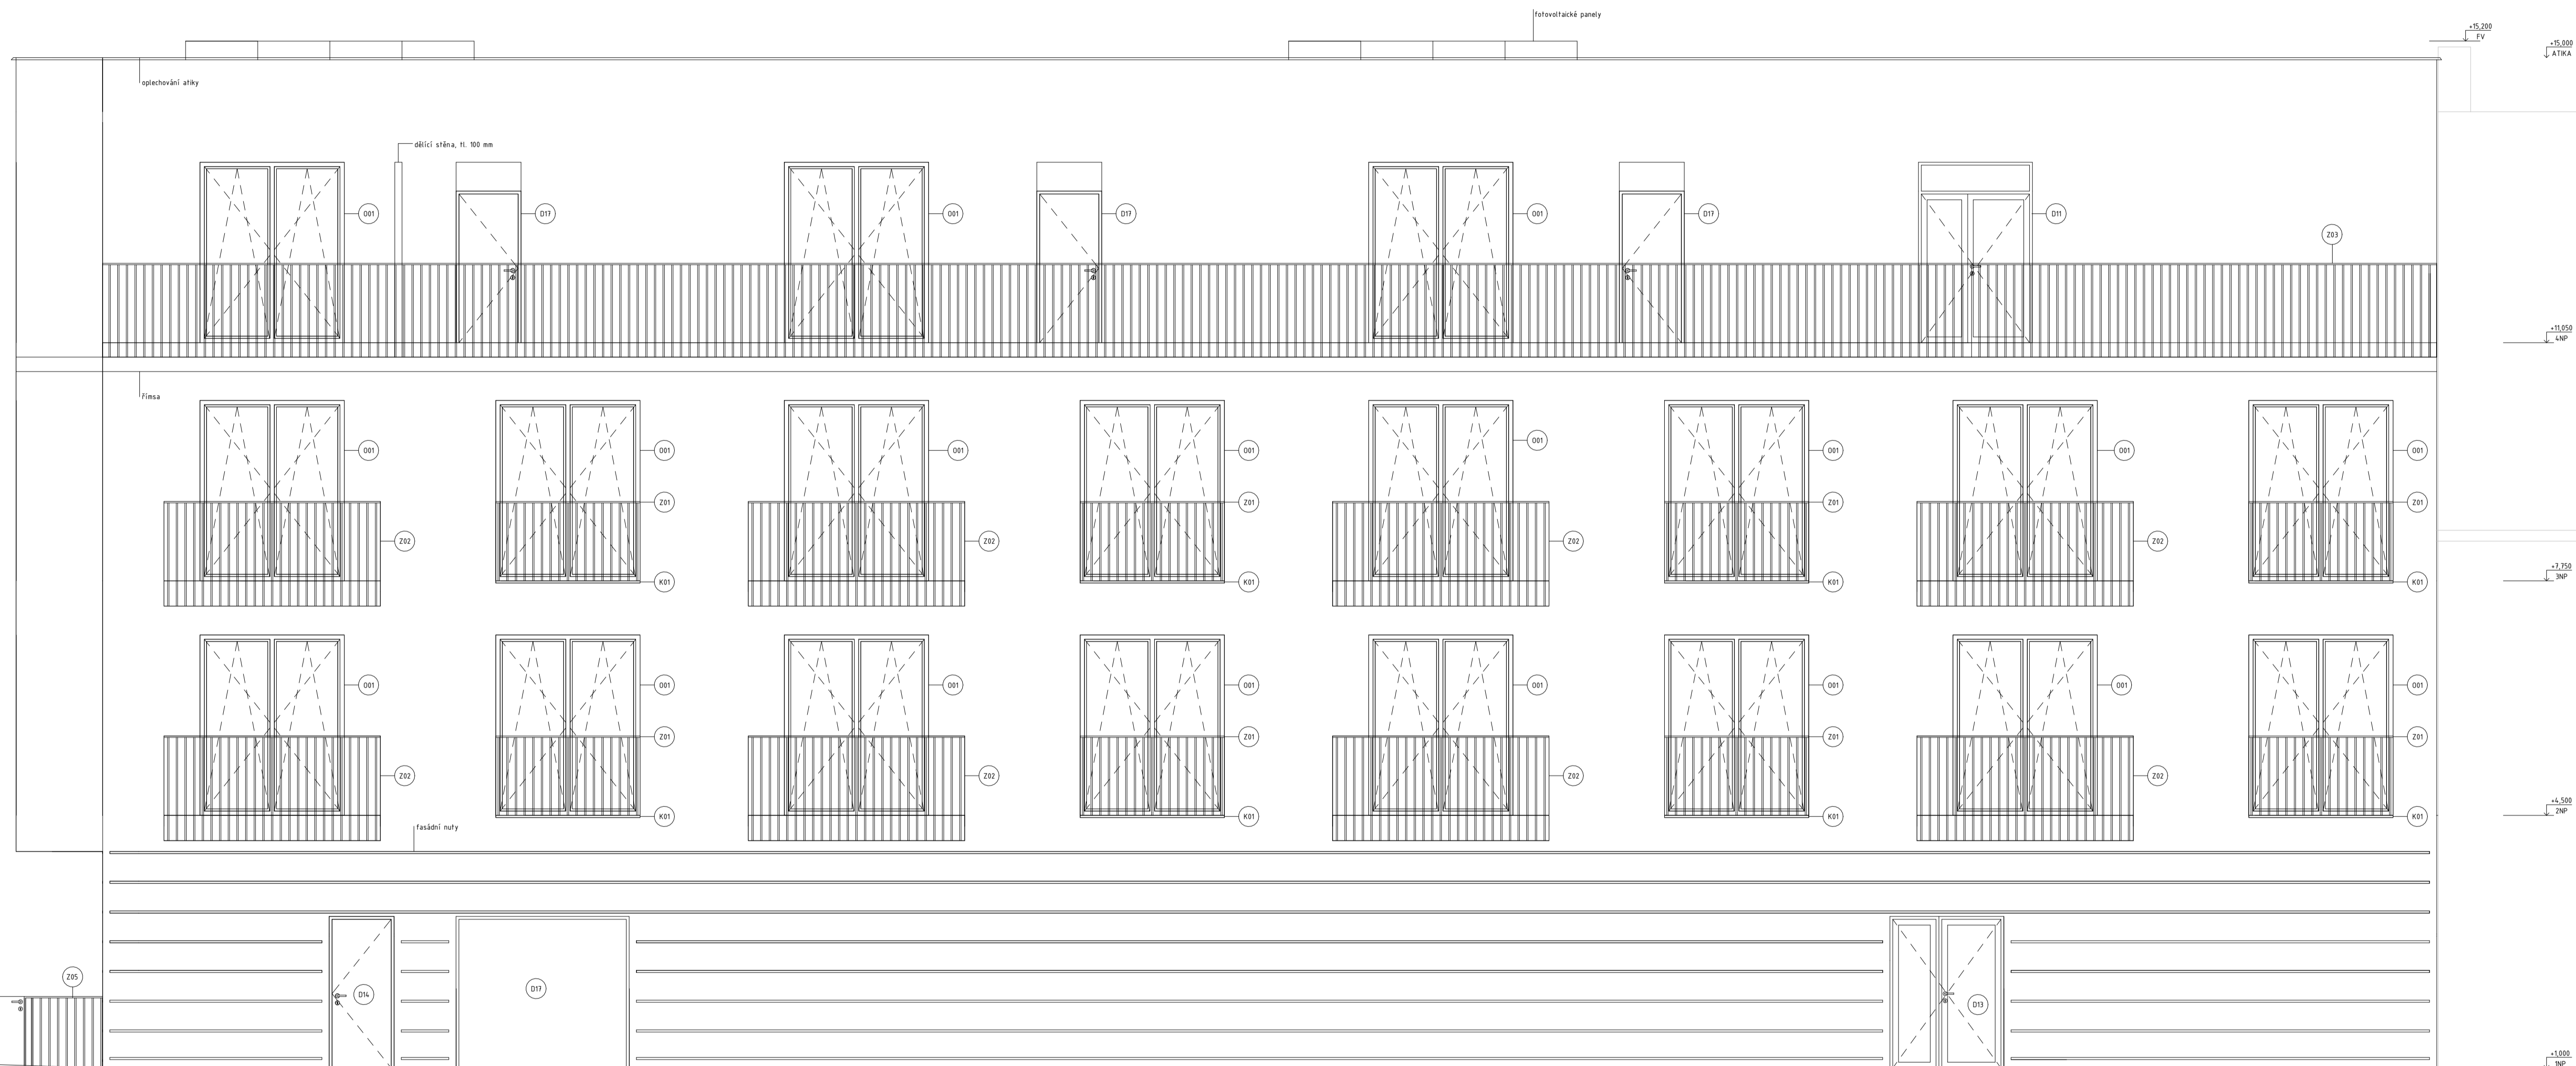 fotovoltaické panely
+15,200
FV
+15,000
ATIKA
oplechování atiky
dělící stěna, tl. 100 mm
O01
D17
O01
D17
O01
D17
D11
Z03
+11,050
4NP
římsa
O01
O01
O01
O01
O01
O01
O01
O01
Z01
Z01
Z01
Z01
Z02
Z02
Z02
Z02
+7,750
3NP
K01
K01
K01
K01
O01
O01
O01
O01
O01
O01
O01
O01
Z01
Z01
Z01
Z01
Z02
Z02
Z02
Z02
+4,500
2NP
K01
K01
K01
K01
fasádní nuty
Z05
D14
D17
D13
+1,000
1NP